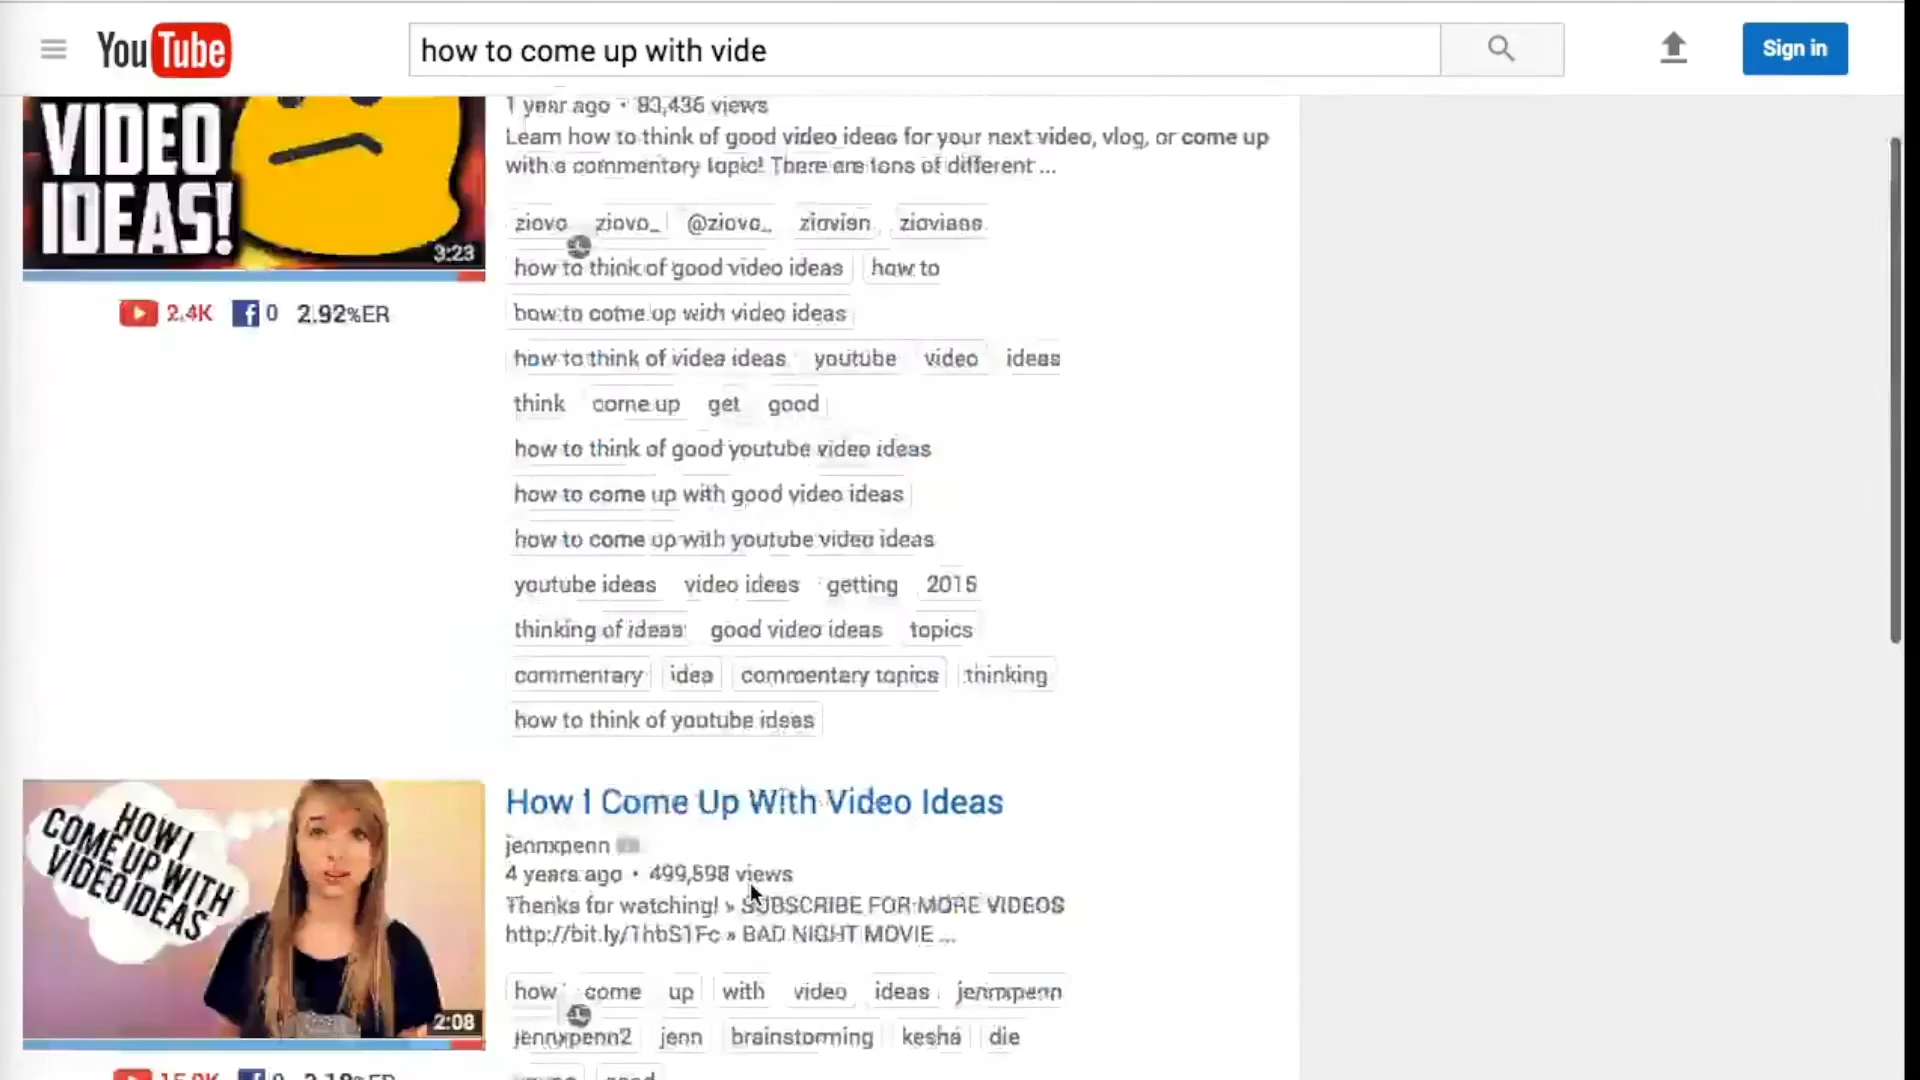 YouTube
how to come up with vide
Sign in
VIDEO
IDEAS!
3:23
1 year ago • 83,436 views
Learn how to think of good video ideas for your next video, vlog, or come up
with a commentary topic! There are tons of different ...
ziovo ziovo_ @ziovo_ ziovian ziovians
how to think of good video ideas how to
how to come up with video ideas
how to think of video ideas youtube video ideas
think come up get good
how to think of good youtube video ideas
how to come up with good video ideas
how to come up with youtube video ideas
youtube ideas video ideas getting 2015
thinking of ideas good video ideas topics
commentary idea commentary topics thinking
how to think of youtube ideas
2.4K f 0 2.92%ER
HOW I
COME UP WITH
VIDEO IDEAS
2:08
How I Come Up With Video Ideas
jennxpenn
4 years ago • 499,598 views
Thanks for watching! » SUBSCRIBE FOR MORE VIDEOS
http://bit.ly/1hbS1Fc » BAD NIGHT MOVIE ...
how come up with video ideas jennxpenn
jennxpenn2 jenn brainstorming kesha die